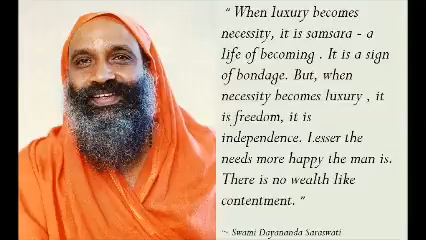 " When luxury becomes
necessity, it is samsara - a
life of becoming . It is a sign
of bondage. But, when
necessity becomes luxury , it
is freedom, it is
independence. Lesser the
needs more happy the man is.
There is no wealth like
contentment. "
~ Swami Dayananda Saraswati